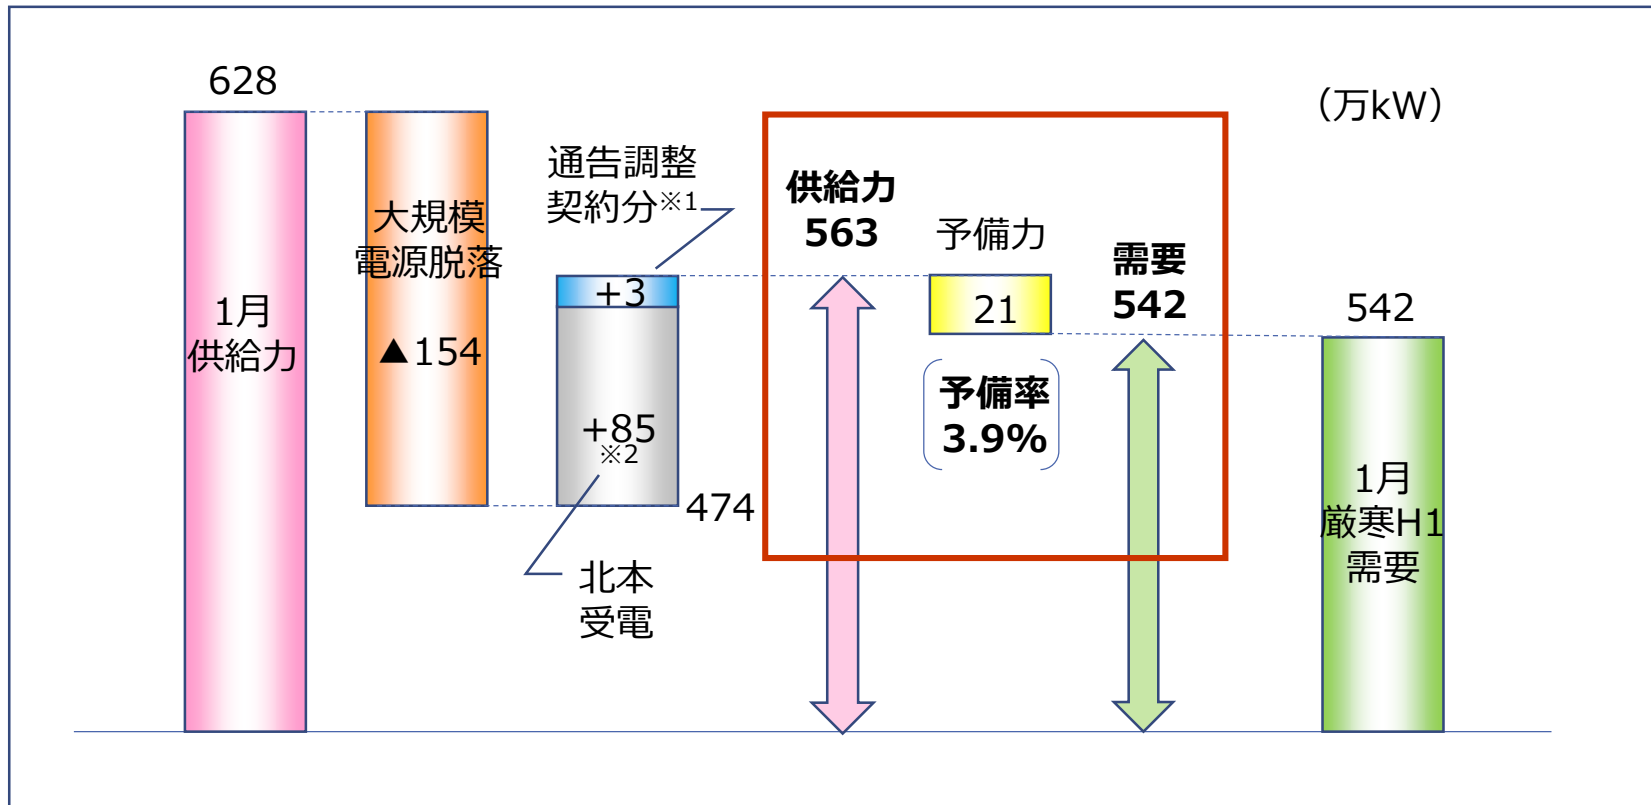 628
(万kW)
通告調整
契約分※1
供給力
563
予備力
需要
542
大規模
電源脱落
▲154
+3
21
542
1月
供給力
+85
※2
474
予備率
3.9%
1月
厳寒H1
需要
北本
受電